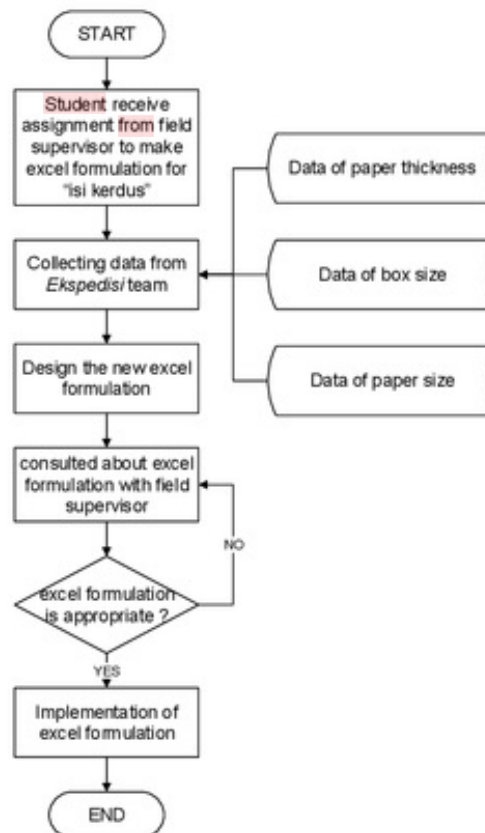 START
Student receive
assignment from field
supervisor to make
excel formulation for
"isi kerdus"
Data of paper thickness
Collecting data from
Ekspedisi team
Data of box size
Design the new excel
formulation
Data of paper size
consulted about excel
formulation with field
supervisor
NO
excel formulation
is appropriate ?
YES
Implementation of
excel formulation
END